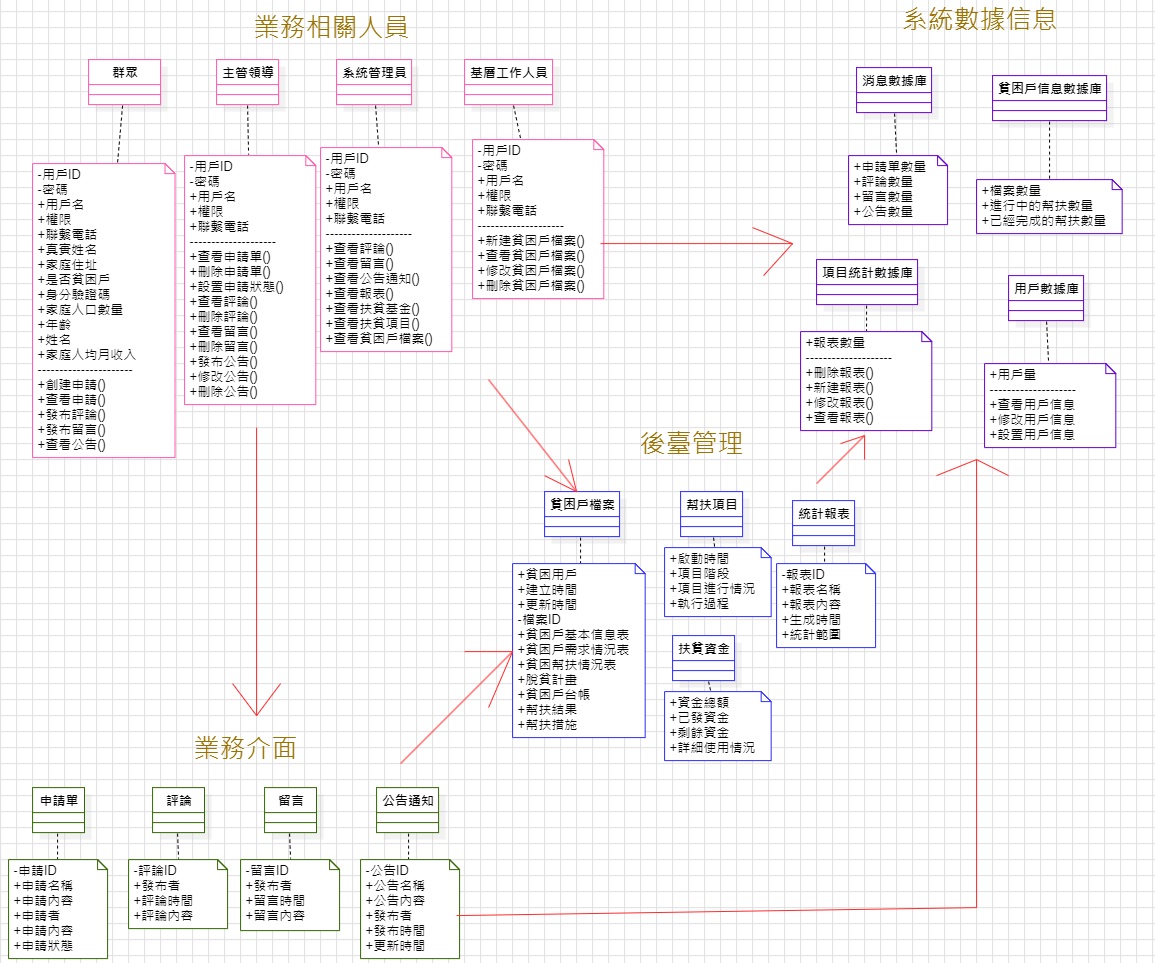 業務相關人員
系統數據信息
群眾
主管領導
系統管理員
基層工作人員
消息數據庫
貧困戶信息數據庫
-用戶ID
-密碼
+用戶名
+權限
+聯繫電話
+真實姓名
+家庭住址
+是否貧困戶
+身分驗證碼
+家庭人口數量
+年齡
+姓名
+家庭人均月收入
----------------------
+創建申請()
+查看申請()
+發布評論()
+發布留言()
+查看公告()
-用戶ID
-密碼
+用戶名
+權限
+聯繫電話
--------------------
+查看申請單()
+刪除申請單()
+設置申請狀態()
+查看評論()
+刪除評論()
+查看留言()
+刪除留言()
+發布公告()
+修改公告()
+刪除公告()
-用戶ID
-密碼
+用戶名
+權限
+聯繫電話
--------------------
+查看評論()
+查看留言()
+查看公告通知()
+查看報表()
+查看扶貧基金()
+查看扶貧項目()
+查看貧困戶檔案()
-用戶ID
-密碼
+用戶名
+權限
+聯繫電話
--------------------
+新建貧困戶檔案()
+查看貧困戶檔案()
+修改貧困戶檔案()
+刪除貧困戶檔案()
+申請單數量
+評論數量
+留言數量
+公告數量
+檔案數量
+進行中的幫扶數量
+已經完成的幫扶數量
項目統計數據庫
用戶數據庫
+報表數量
--------------------
+刪除報表()
+新建報表()
+修改報表()
+查看報表()
+用戶量
--------------------
+查看用戶信息
+修改用戶信息
+設置用戶信息
後臺管理
貧困戶檔案
幫扶項目
統計報表
+貧困用戶
+建立時間
+更新時間
-檔案ID
+貧困戶基本信息表
+貧困戶需求情況表
+貧困幫扶情況表
+脫貧計畫
+貧困戶台帳
+幫扶結果
+幫扶措施
+啟動時間
+項目階段
+項目進行情況
+執行過程
-報表ID
+報表名稱
+報表內容
+生成時間
+統計範圍
扶貧資金
+資金總額
+已發資金
+剩餘資金
+詳細使用情況
業務介面
申請單
評論
留言
公告通知
-申請ID
+申請名稱
+申請內容
+申請者
+申請內容
+申請狀態
-評論ID
+發布者
+評論時間
+評論內容
-留言ID
+發布者
+留言時間
+留言內容
-公告ID
+公告名稱
+公告內容
+發布者
+發布時間
+更新時間